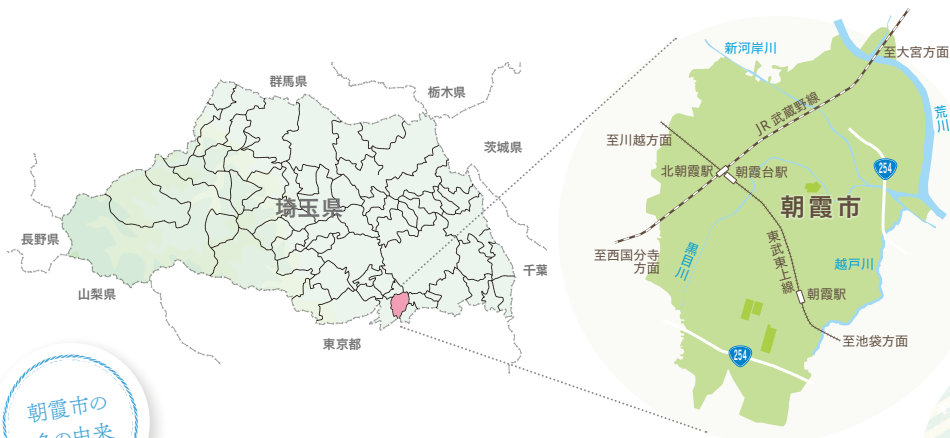 群馬県
栃木県
茨城県
埼玉県
長野県
千葉
山梨県
東京都
朝霞市の
名の由来
新河岸川
至大宮方面
荒川
JR 武蔵野線
至川越方面
254
北朝霞駅
朝霞台駅
朝霞市
至西国分寺
方面
黒目川
東武東上線
越戸川
朝霞駅
至池袋方面
254